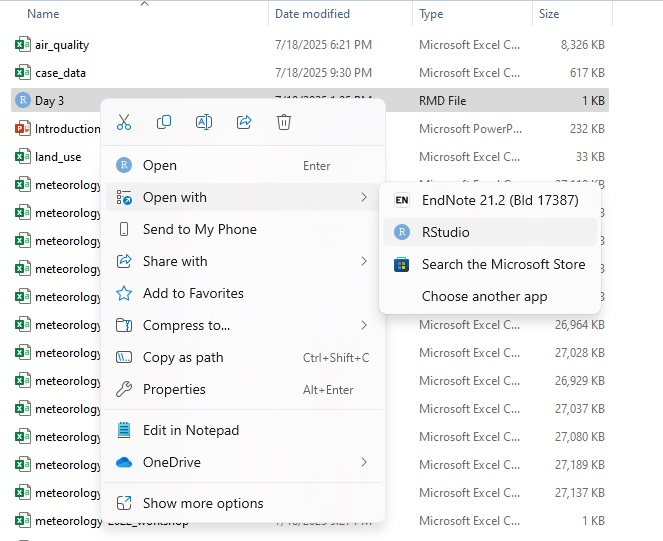 Name Date modified Type Size
air_quality 7/18/2025 6:21 PM Microsoft Excel C... 8,326 KB
case_data 7/18/2025 9:30 PM Microsoft Excel C... 617 KB
Day 3 RMD File 1 KB
Introduction Microsoft PowerP... 232 KB
land_use Microsoft Excel C... 33 KB
meteorology
Open Enter
Open with
Send to My Phone
Share with
Add to Favorites
Compress to...
Copy as path Ctrl+Shift+C
Properties Alt+Enter
Edit in Notepad
OneDrive
Show more options
EN EndNote 21.2 (Bld 17387)
R RStudio
Search the Microsoft Store
Choose another app
meteorology
meteorology
meteorology
meteorology
meteorology Microsoft Excel C... 26,964 KB
meteorology Microsoft Excel C... 27,028 KB
meteorology Microsoft Excel C... 26,929 KB
meteorology Microsoft Excel C... 27,037 KB
meteorology Microsoft Excel C... 27,080 KB
meteorology Microsoft Excel C... 27,189 KB
meteorology Microsoft Excel C... 27,137 KB
meteorology Microsoft Excel C... 1 KB